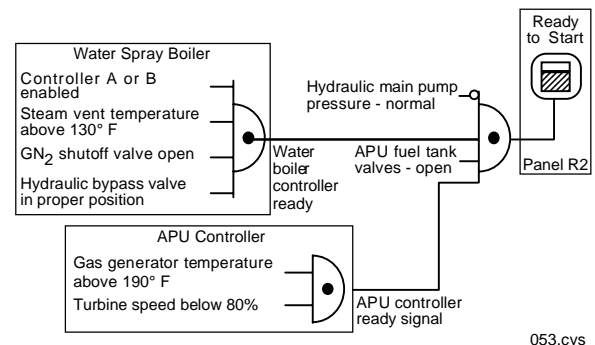 Water Spray Boiler
Controller A or B
enabled
Steam vent temperature
above 130° F
GN2 shutoff valve open
Hydraulic bypass valve
in proper position
Water
boiler
controller
ready
Hydraulic main pump
pressure - normal
APU fuel tank
valves - open
Ready
to Start
Panel R2
APU Controller
Gas generator temperature
above 190° F
Turbine speed below 80%
APU controller
ready signal
053.cvs